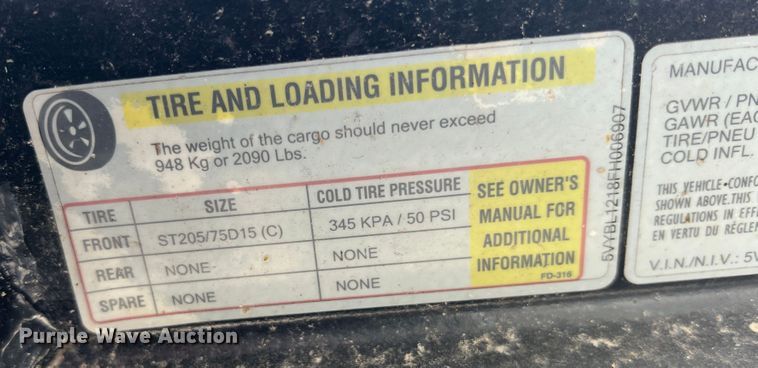 TIRE AND LOADING INFORMATION
The weight of the cargo should never exceed
948 Kg or 2090 Lbs.
TIRE SIZE COLD TIRE PRESSURE
FRONT ST205/75D15 (C) 345 KPA / 50 PSI
REAR NONE NONE
SPARE NONE NONE
SEE OWNER'S
MANUAL FOR
ADDITIONAL
INFORMATION
FD-316
5VYBL1218FH006907
MANUFAC
GVWR / PN
GAWR (EAC
TIRE/PNEU
COLD INFL.
THIS VEHICLE-CONFO
SHOWN ABOVE.THIS
REGULATIONS IN EFFE
EN VERTU DU RÉGLEM
V.I.N./N.I.V.: 5V
Purple Wave Auction